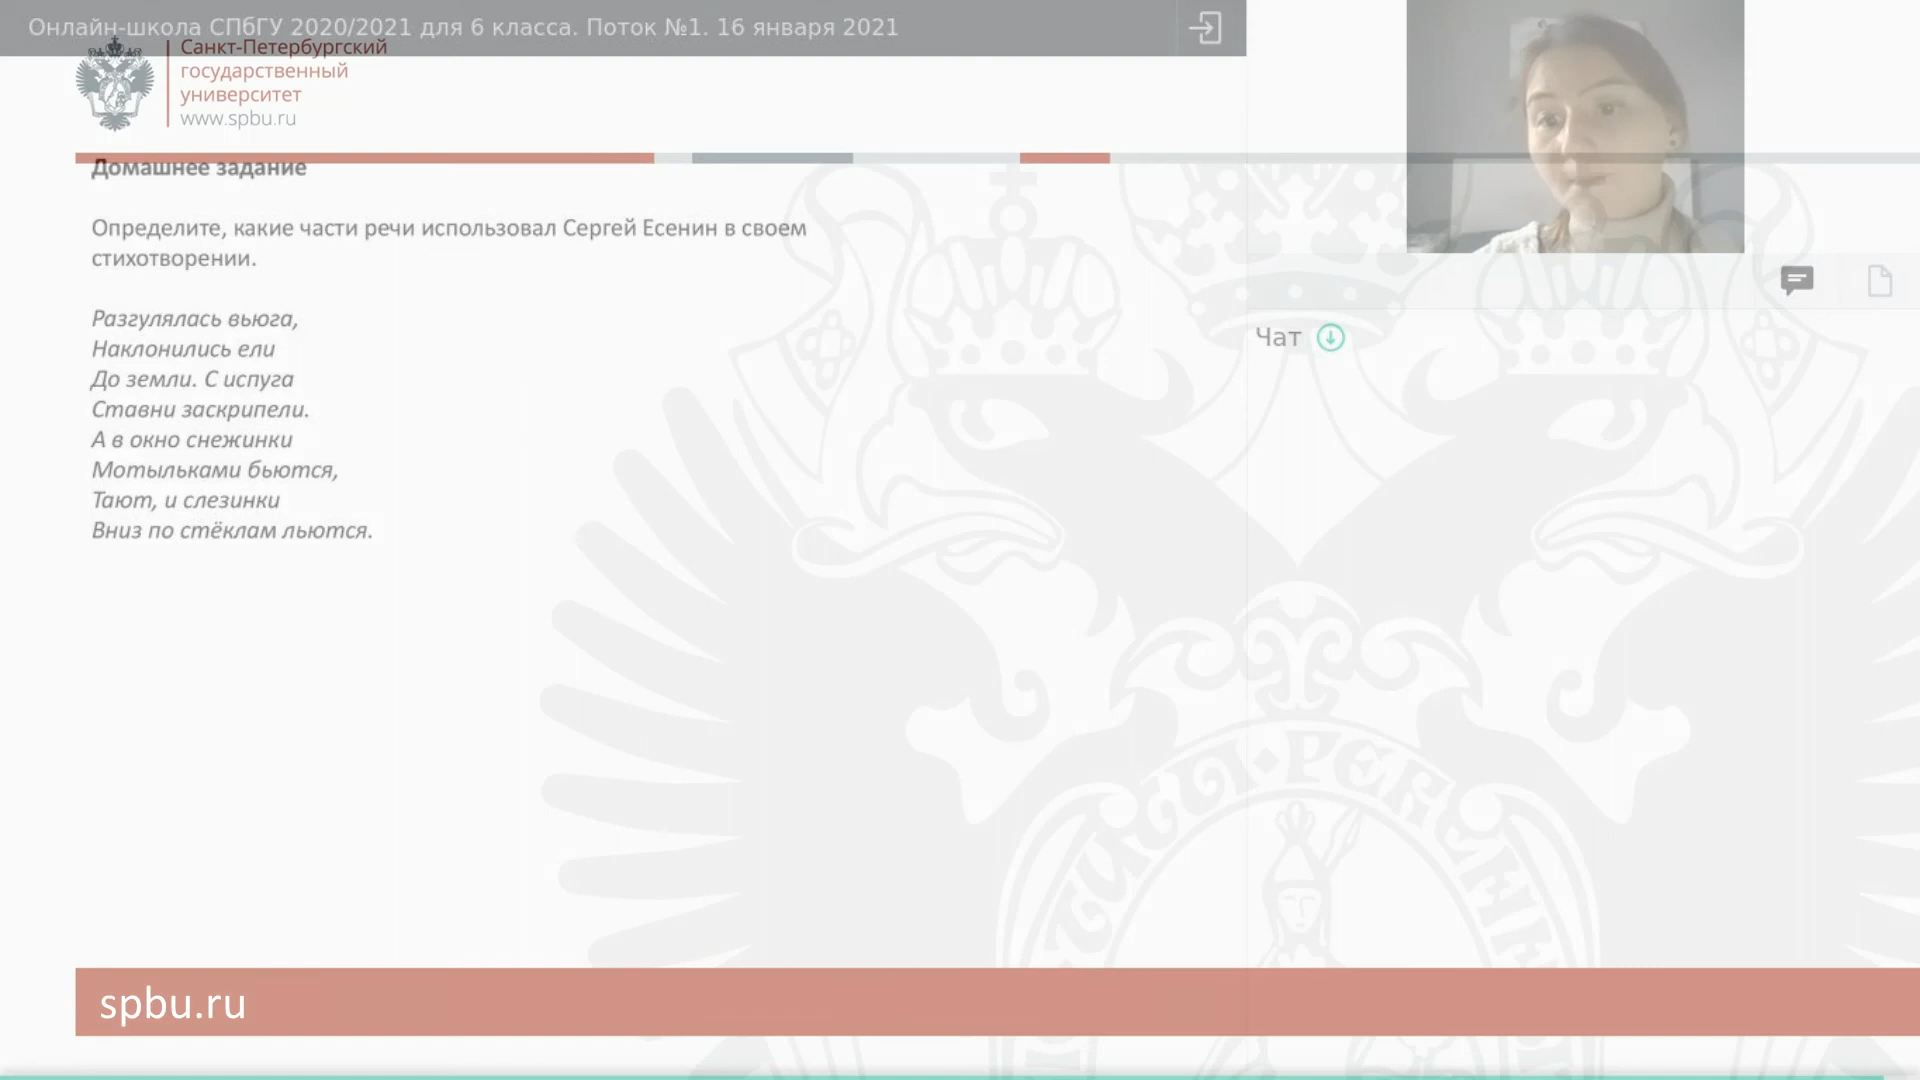 Онлайн-школа СПбГУ 2020/2021 для 6 класса. Поток №1. 16 января 2021
Санкт-Петербургский
государственный
университет
www.spbu.ru
Домашнее задание
Определите, какие части речи использовал Сергей Есенин в своем
стихотворении.
Разгулялась вьюга,
Наклонились ели
До земли. С испуга
Ставни заскрипели.
А в окно снежинки
Мотыльками бьются,
Тают, и слезинки
Вниз по стёклам льются.
Чат
spbu.ru